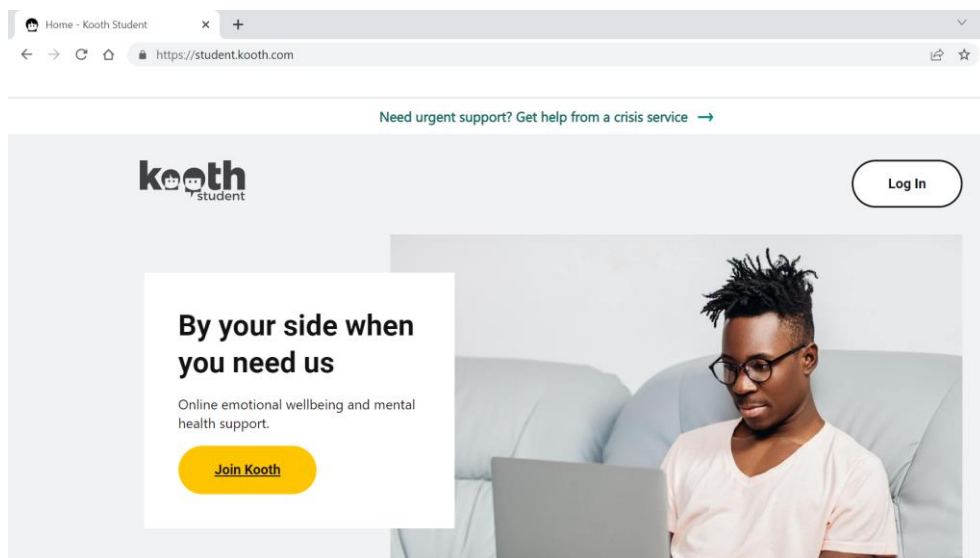 Home - Kooth Student
https://student.kooth.com
Need urgent support? Get help from a crisis service →
kooth
student
Log In
By your side when
you need us
Online emotional wellbeing and mental
health support.
Join Kooth